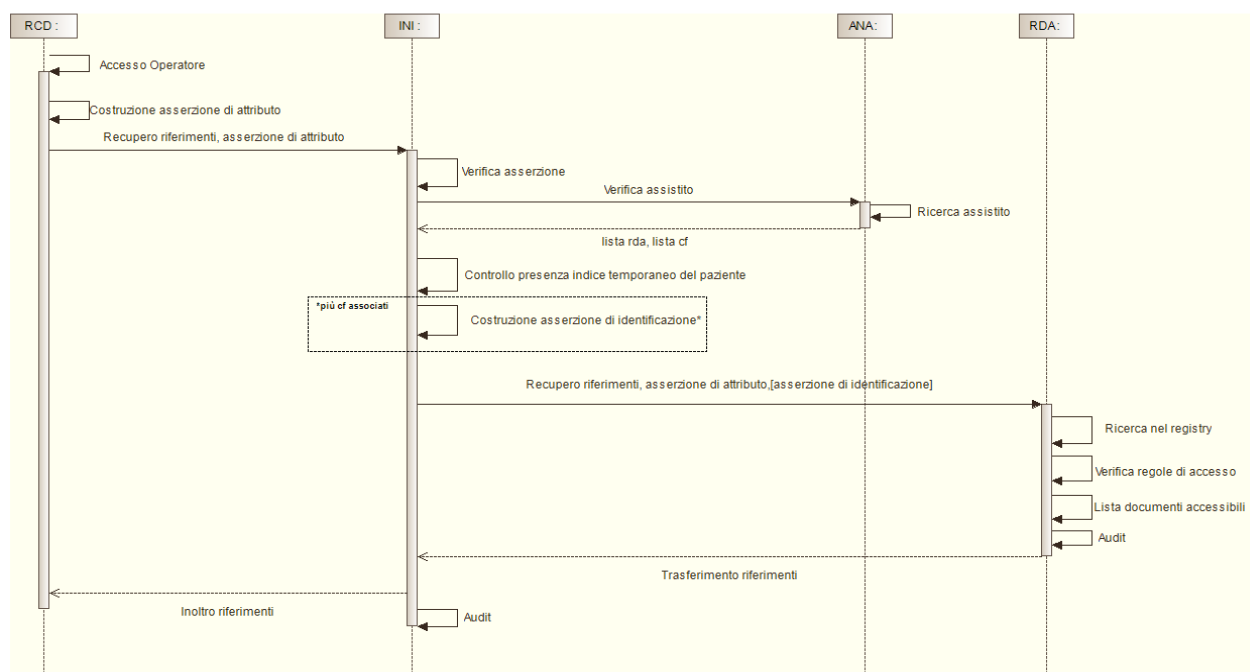 RCD :
INI :
ANA:
RDA:
Accesso Operatore
Costruzione asserzione di attributo
Recupero riferimenti, asserzione di attributo
Verifica asserzione
Verifica assistito
Ricerca assistito
lista rda, lista cf
Controllo presenza indice temporaneo del paziente
*più cf associati
Costruzione asserzione di identificazione*
Recupero riferimenti, asserzione di attributo,[asserzione di identificazione]
Ricerca nel registry
Verifica regole di accesso
Lista documenti accessibili
Audit
Trasferimento riferimenti
Inoltro riferimenti
Audit